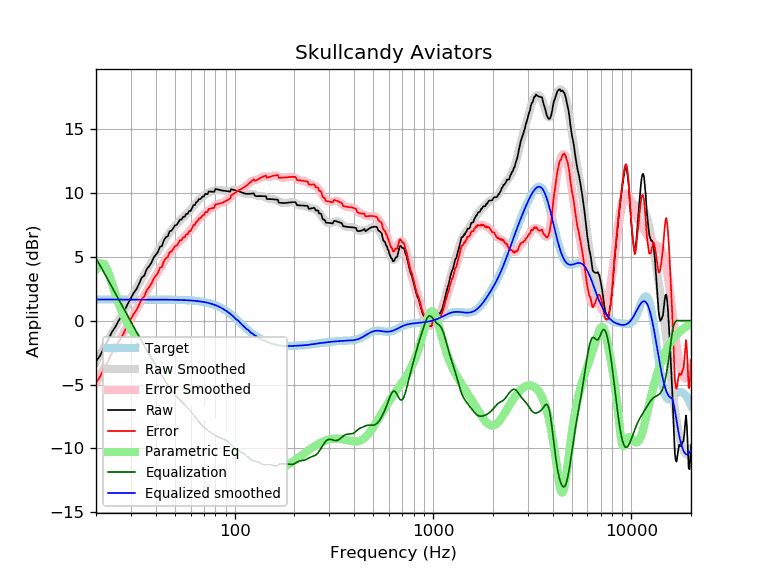 Skullcandy Aviators
Amplitude (dBr)
15
10
5
0
−5
−10
−15
Target
Raw Smoothed
Error Smoothed
Raw
Error
Parametric Eq
Equalization
Equalized smoothed
100
1000
10000
Frequency (Hz)